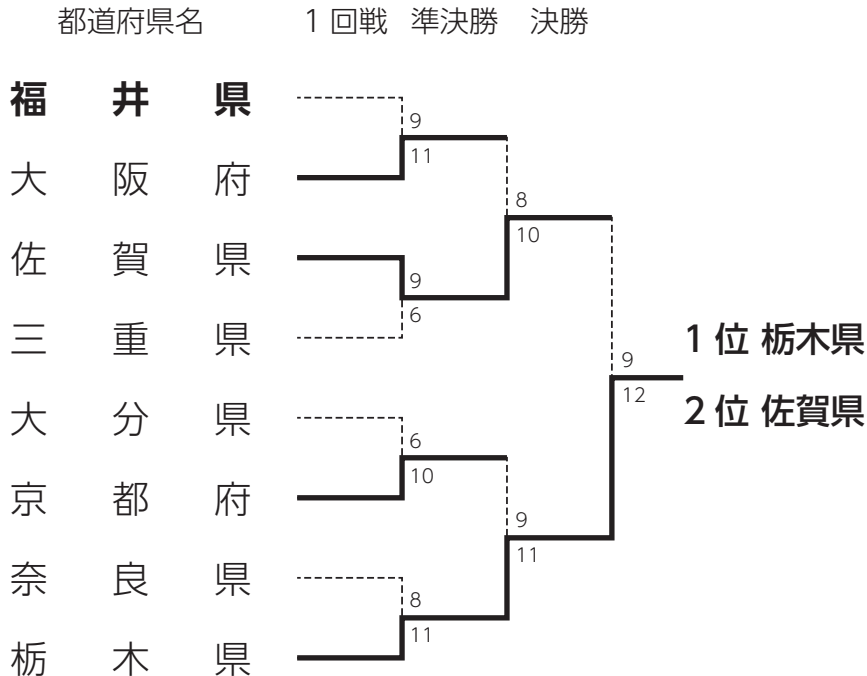 都道府県名 1回戦 準決勝 決勝
福井県
9
11
大阪府
8
10
佐賀県
9
6
三重県
1位 栃木県
9
12
2位 佐賀県
大分県
6
10
京都府
9
11
奈良県
8
11
栃木県